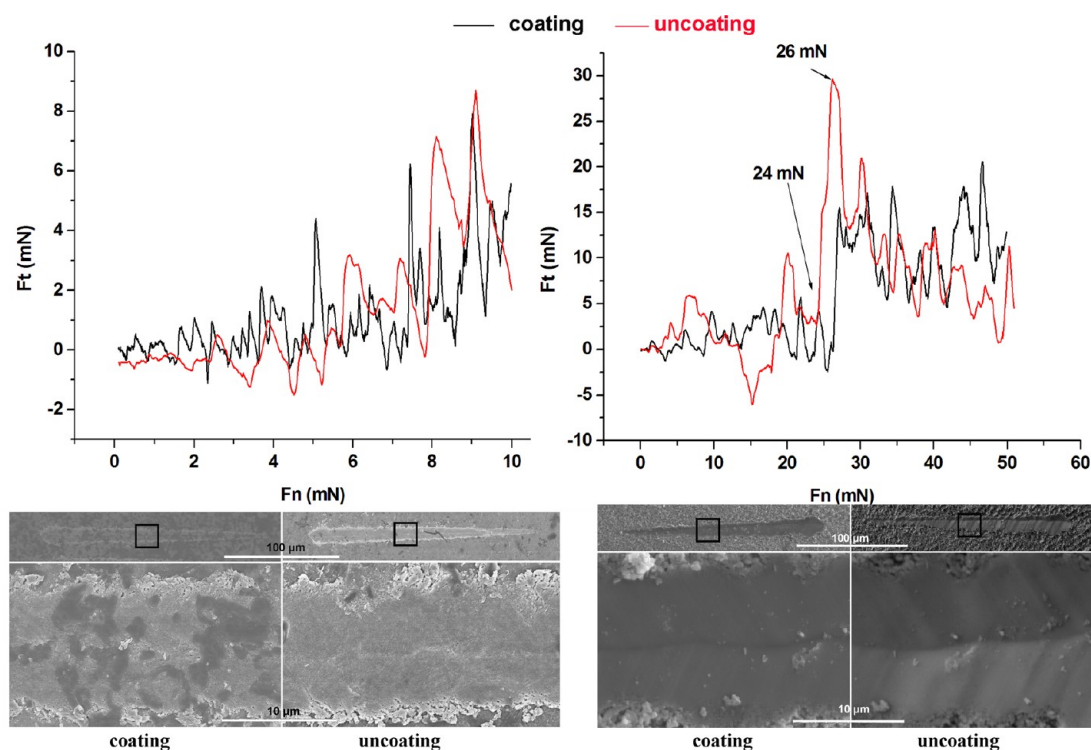 coating uncoating
10
8
6
4
2
0
-2
Ft (mN)
0 2 4 6 8 10
Fn (mN)
30
25
20
15
10
5
0
-5
-10
Ft (mN)
26 mN
24 mN
0 10 20 30 40 50 60
Fn (mN)
100 µm
100 µm
10 µm
10 µm
coating uncoating
coating uncoating